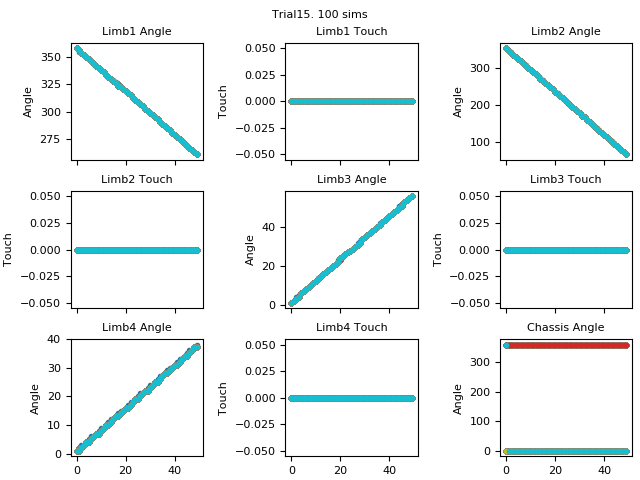 Trial15. 100 sims
Limb1 Angle
Limb1 Touch
Limb2 Angle
Angle
350
325
300
275
Touch
0.050
0.025
0.000
−0.025
−0.050
Angle
300
200
100
Limb2 Touch
Limb3 Angle
Limb3 Touch
Touch
0.050
0.025
0.000
−0.025
−0.050
Angle
40
20
0
Touch
0.050
0.025
0.000
−0.025
−0.050
Limb4 Angle
Limb4 Touch
Chassis Angle
Angle
40
30
20
10
0
0 20 40
Touch
0.050
0.025
0.000
−0.025
−0.050
0 20 40
Angle
300
200
100
0
0 20 40